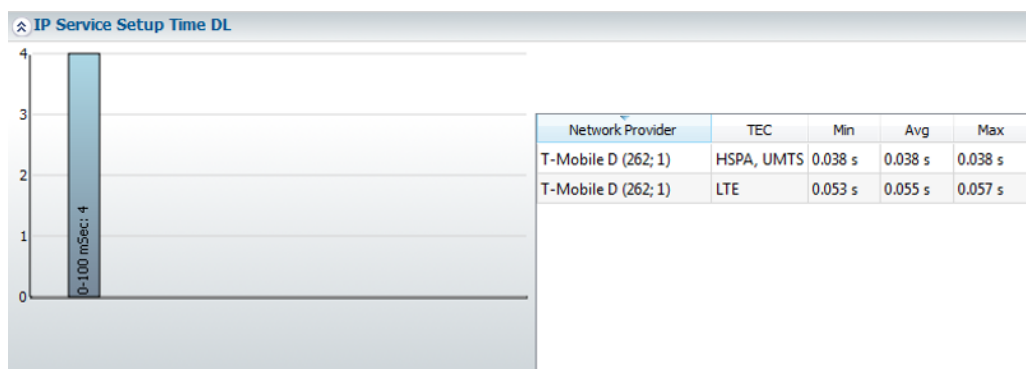 IP Service Setup Time DL
4
3
2
1
0
0-100 mSec: 4
Network Provider TEC Min Avg Max
T-Mobile D (262; 1) HSPA, UMTS 0.038 s 0.038 s 0.038 s
T-Mobile D (262; 1) LTE 0.053 s 0.055 s 0.057 s